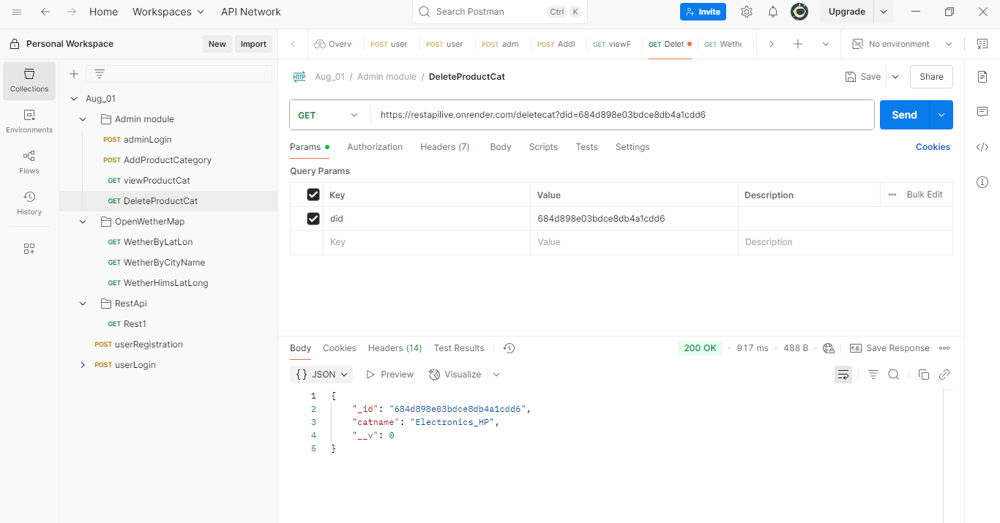 Home Workspaces API Network Search Postman Ctrl K Invite Upgrade
Personal Workspace New Import
Overvi POST user POST user POST adm POST AddI GET viewF GET Delet GET Wethe No environment
Collections
Environments
Flows
History
Aug_01
Admin module
POST adminLogin
POST AddProductCategory
GET viewProductCat
GET DeleteProductCat
OpenWetherMap
GET WetherByLatLon
GET WetherByCityName
GET WetherHimsLatLong
RestApi
GET Rest1
POST userRegistration
POST userLogin
HTTP Aug_01 / Admin module / DeleteProductCat Save Share
GET https://restapilive.onrender.com/deletecat?did=684d898e03bdce8db4a1cdd6 Send
Params Authorization Headers (7) Body Scripts Tests Settings Cookies
Query Params
Key Value Description Bulk Edit
did 684d898e03bdce8db4a1cdd6
Key Value Description
Body Cookies Headers (14) Test Results 200 OK 917 ms 488 B e.g. Save Response
{} JSON Preview Visualize
1 {
2 "_id": "684d898e03bdce8db4a1cdd6",
3 "catname": "Electronics_HP",
4 "__v": 0
5 }